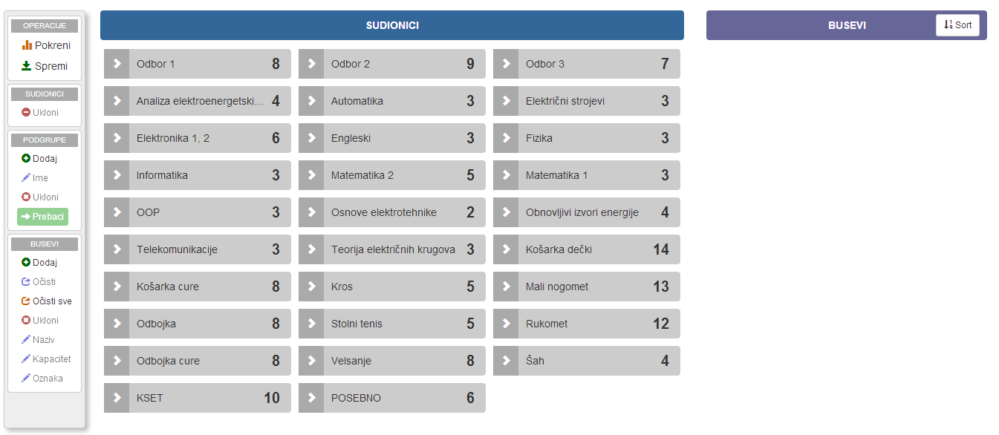 OPERACIJE
Pokreni
Spremi
SUDIONICI
Ukloni
PODGRUPE
Dodaj
Ime
Ukloni
Prebaci
BUSEVI
Dodaj
Očisti
Očisti sve
Ukloni
Naziv
Kapacitet
Oznaka
SUDIONICI
Odbor 1 8
Odbor 2 9
Odbor 3 7
Analiza elektroenergetski... 4
Automatika 3
Električni strojevi 3
Elektronika 1, 2 6
Engleski 3
Fizika 3
Informatika 3
Matematika 2 5
Matematika 1 3
OOP 3
Osnove elektrotehnike 2
Obnovljivi izvori energije 4
Telekomunikacije 3
Teorija električnih krugova 3
Košarka dečki 14
Košarka cure 8
Kros 5
Mali nogomet 13
Odbojka 8
Stolni tenis 5
Rukomet 12
Odbojka cure 8
Velsanje 8
Šah 4
KSET 10
POSEBNO 6
BUSEVI
Sort